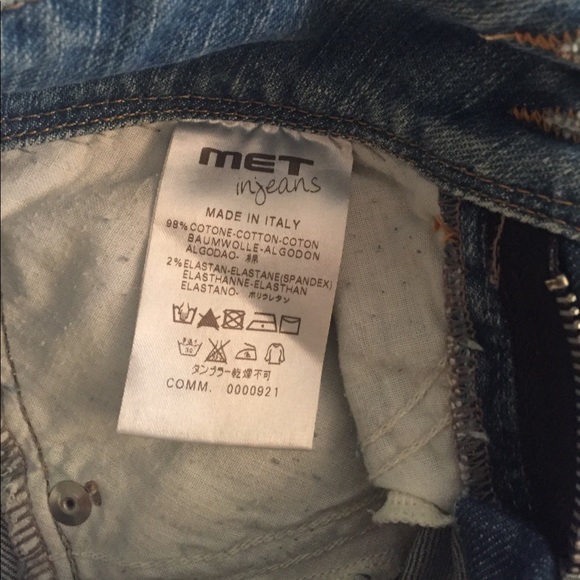 MET
injeans
MADE IN ITALY
98% COTONE-COTTON-COTON
BAUMWOLLE-ALGODON
ALGODAO- 綿
2% ELASTAN-ELASTANE(SPANDEX)
ELASTHANNE-ELASTHAN
ELASTANO- ポリウレタン
タンブラー乾燥不可
COMM. 0000921